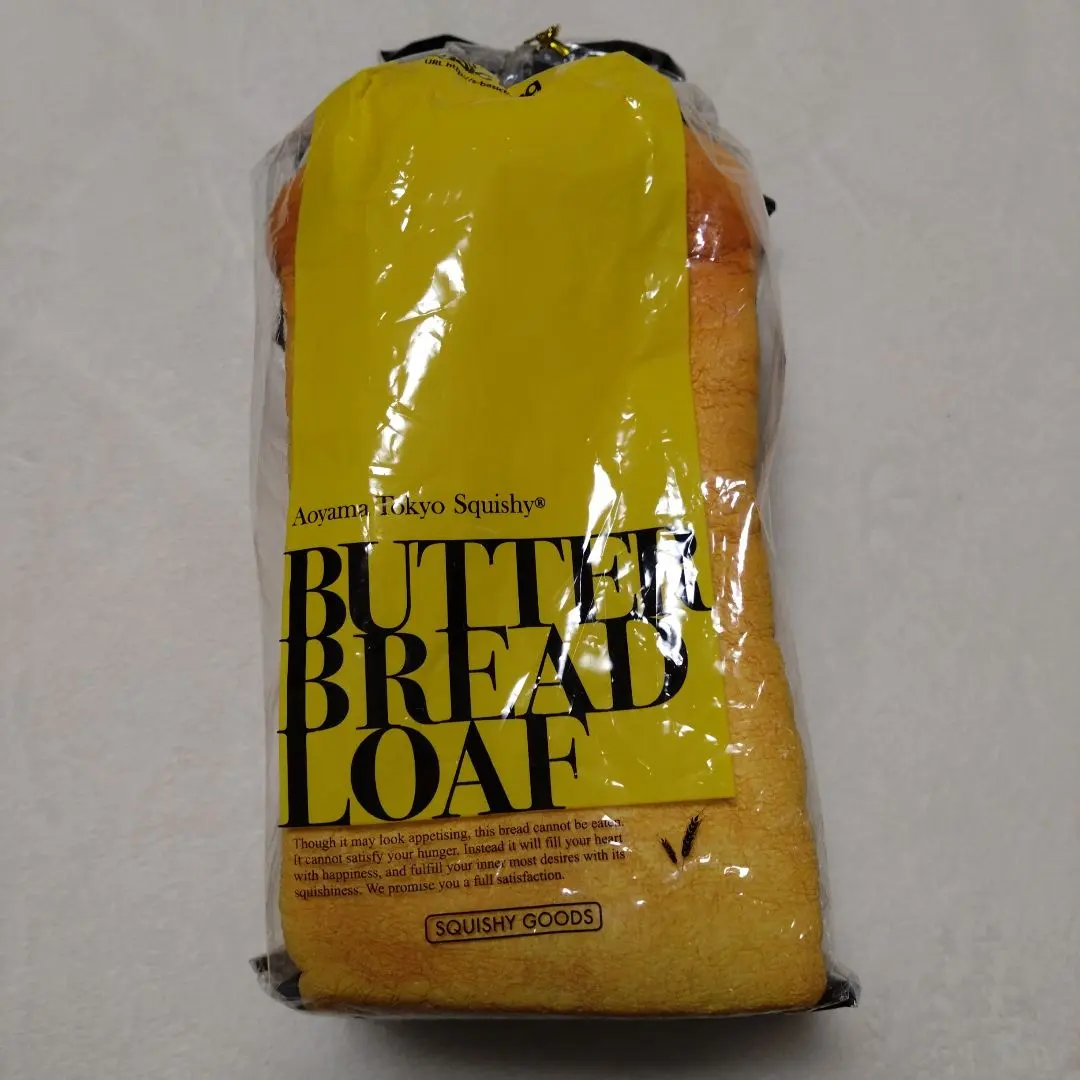 URL
Aoyama Tokyo Squishy®
BUTTER
BREAD
LOAF
Though it may look appetising, this bread cannot be eaten.
It cannot satisfy your hunger. Instead it will fill your heart
with happiness, and fulfill your inner most desires with its
squishiness. We promise you a full satisfaction.
SQUISHY GOODS